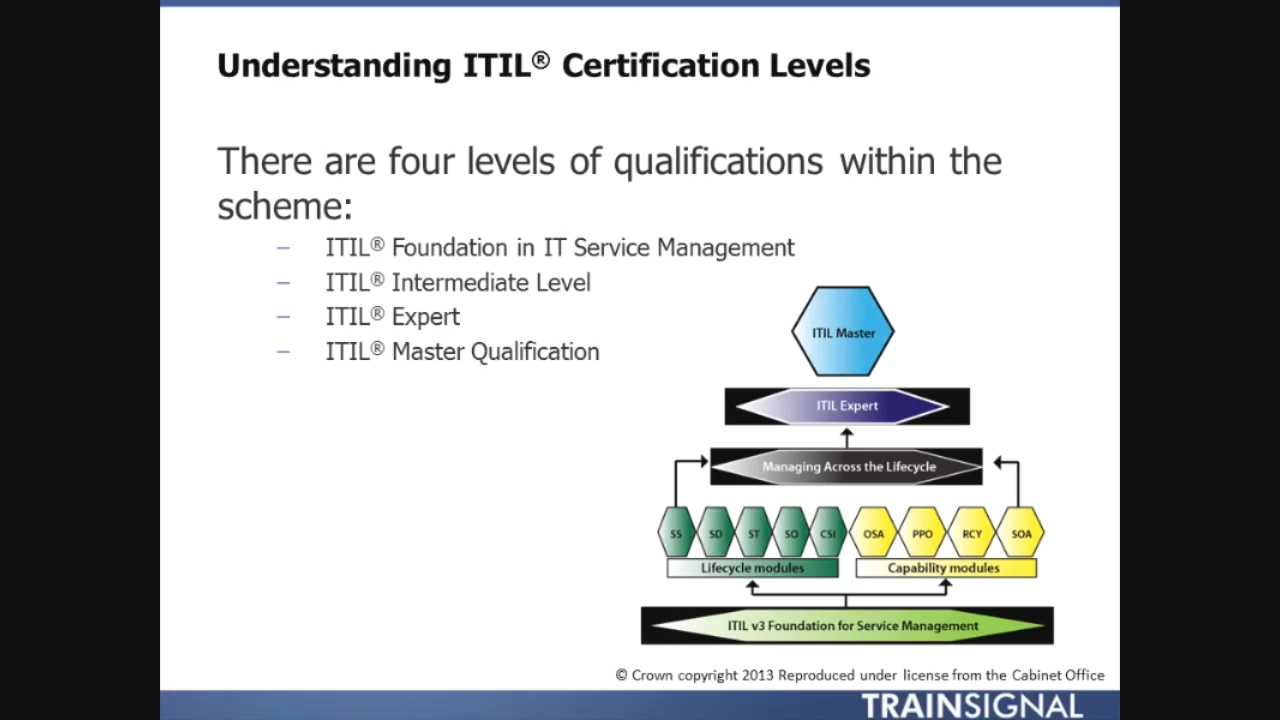 Understanding ITIL® Certification Levels
There are four levels of qualifications within the
scheme:
– ITIL® Foundation in IT Service Management
– ITIL® Intermediate Level
– ITIL® Expert
– ITIL® Master Qualification
ITIL Master
ITIL Expert
Managing Across the Lifecycle
SS SD ST SO CSI OSA PPO RCY SOA
Lifecycle modules Capability modules
ITIL v3 Foundation for Service Management
© Crown copyright 2013 Reproduced under license from the Cabinet Office
TRAINSIGNAL